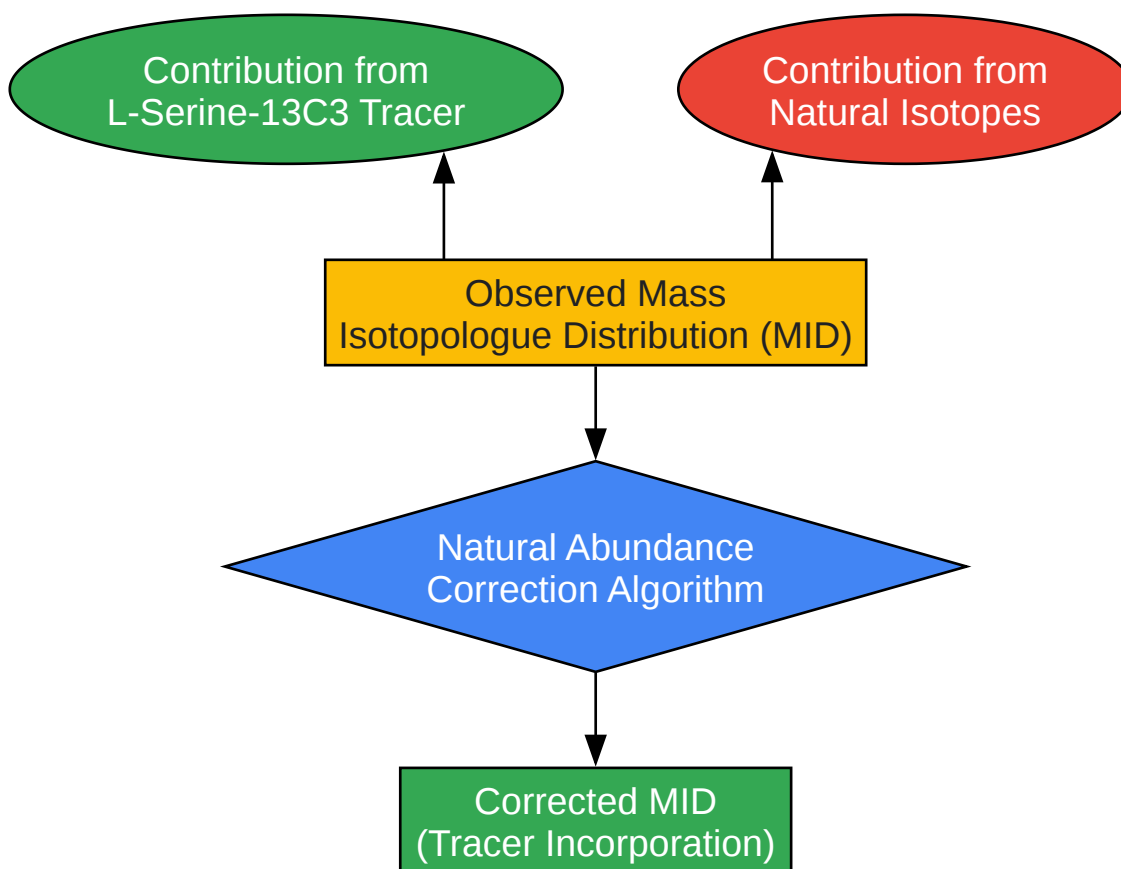 Contribution from
L-Serine-13C3 Tracer
Contribution from
Natural Isotopes
Observed Mass
Isotopologue Distribution (MID)
Natural Abundance
Correction Algorithm
Corrected MID
(Tracer Incorporation)